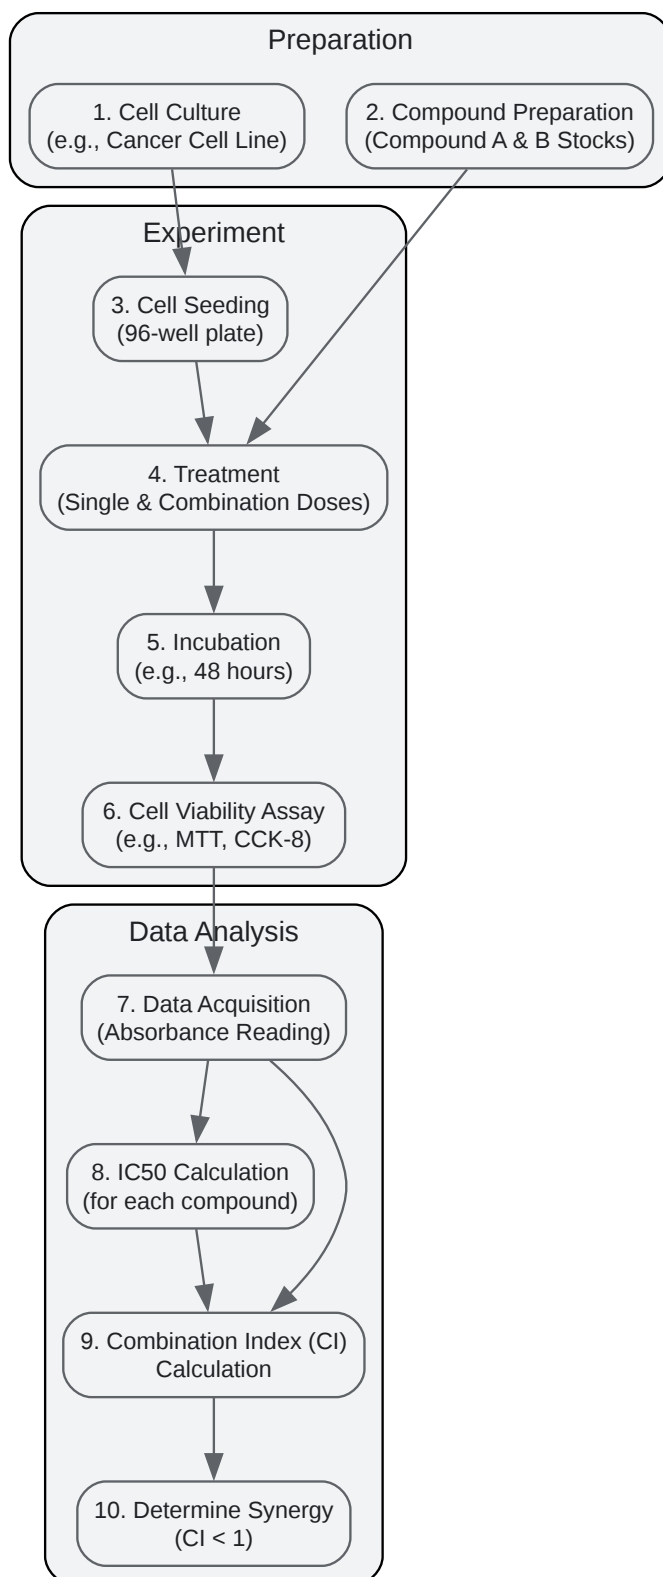 Preparation
1. Cell Culture
(e.g., Cancer Cell Line)
2. Compound Preparation
(Compound A & B Stocks)
Experiment
3. Cell Seeding
(96-well plate)
4. Treatment
(Single & Combination Doses)
5. Incubation
(e.g., 48 hours)
6. Cell Viability Assay
(e.g., MTT, CCK-8)
Data Analysis
7. Data Acquisition
(Absorbance Reading)
8. IC50 Calculation
(for each compound)
9. Combination Index (CI)
Calculation
10. Determine Synergy
(CI < 1)